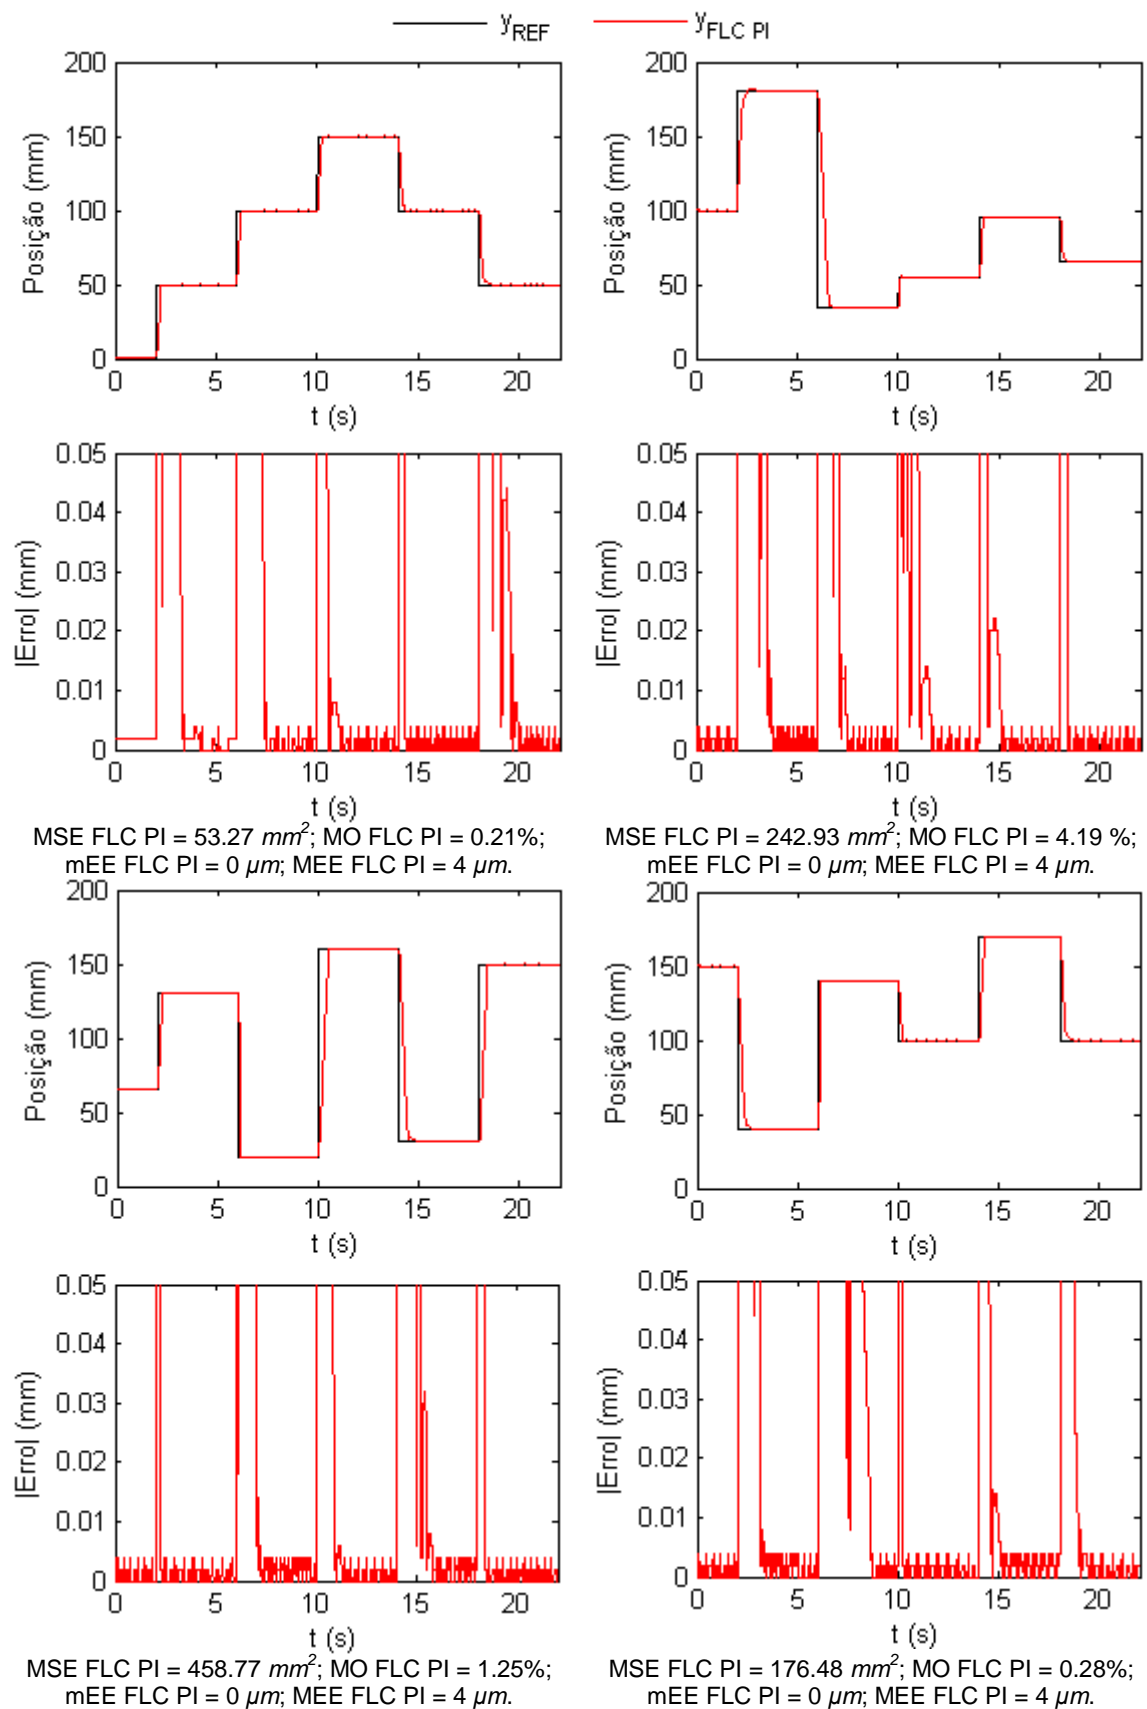 y_REF y_FLC PI
200
150
100
50
0
Posição (mm)
0 5 10 15 20
t (s)
200
150
100
50
0
Posição (mm)
0 5 10 15 20
t (s)
0.05
0.04
0.03
0.02
0.01
0
|Erro| (mm)
0 5 10 15 20
t (s)
0.05
0.04
0.03
0.02
0.01
0
|Erro| (mm)
0 5 10 15 20
t (s)
MSE FLC PI = 53.27 mm²; MO FLC PI = 0.21%;
mEE FLC PI = 0 µm; MEE FLC PI = 4 µm.
MSE FLC PI = 242.93 mm²; MO FLC PI = 4.19 %;
mEE FLC PI = 0 µm; MEE FLC PI = 4 µm.
200
150
100
50
0
Posição (mm)
0 5 10 15 20
t (s)
200
150
100
50
0
Posição (mm)
0 5 10 15 20
t (s)
0.05
0.04
0.03
0.02
0.01
0
|Erro| (mm)
0 5 10 15 20
t (s)
0.05
0.04
0.03
0.02
0.01
0
|Erro| (mm)
0 5 10 15 20
t (s)
MSE FLC PI = 458.77 mm²; MO FLC PI = 1.25%;
mEE FLC PI = 0 µm; MEE FLC PI = 4 µm.
MSE FLC PI = 176.48 mm²; MO FLC PI = 0.28%;
mEE FLC PI = 0 µm; MEE FLC PI = 4 µm.